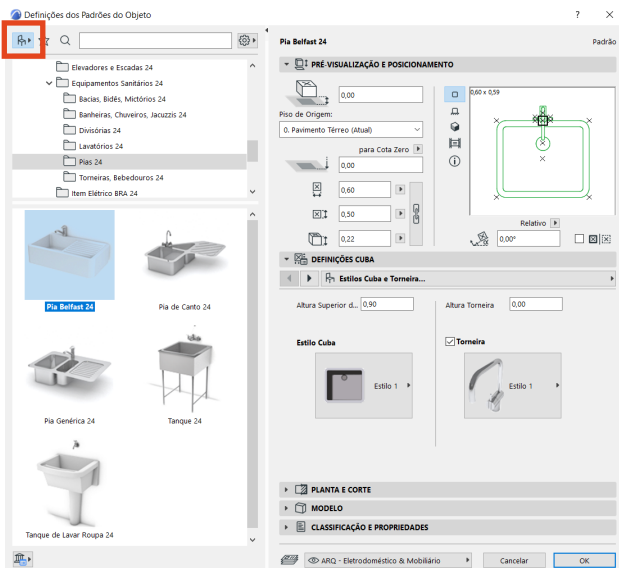 Definições dos Padrões do Objeto
?
Elevadores e Escadas 24
Equipamentos Sanitários 24
Bacias, Bidês, Mictórios 24
Banheiras, Chuveiros, Jacuzzis 24
Divisórias 24
Lavatórios 24
Pias 24
Torneiras, Bebedouros 24
Item Elétrico BRA 24
Pia Belfast 24
Pia de Canto 24
Pia Genérica 24
Tanque 24
Tanque de Lavar Roupa 24
Pia Belfast 24
Padrão
PRÉ-VISUALIZAÇÃO E POSICIONAMENTO
0,00
Piso de Origem:
0. Pavimento Térreo (Atual)
para Cota Zero
0,00
0,60
0,50
0,22
0,60 x 0,59
Relativo
0,00°
DEFINIÇÕES CUBA
Estilos Cuba e Torneira...
Altura Superior d... 0,90
Altura Torneira 0,00
Estilo Cuba
Torneira
Estilo 1
Estilo 1
PLANTA E CORTE
MODELO
CLASSIFICAÇÃO E PROPRIEDADES
ARQ - Eletrodoméstico & Mobiliário
Cancelar
OK